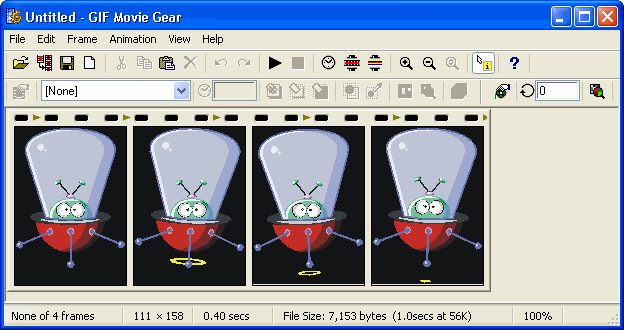 Untitled - GIF Movie Gear
File Edit Frame Animation View Help
[None] 0
None of 4 frames 111 × 158 0.40 secs File Size: 7,153 bytes (1.0secs at 56K) 100%